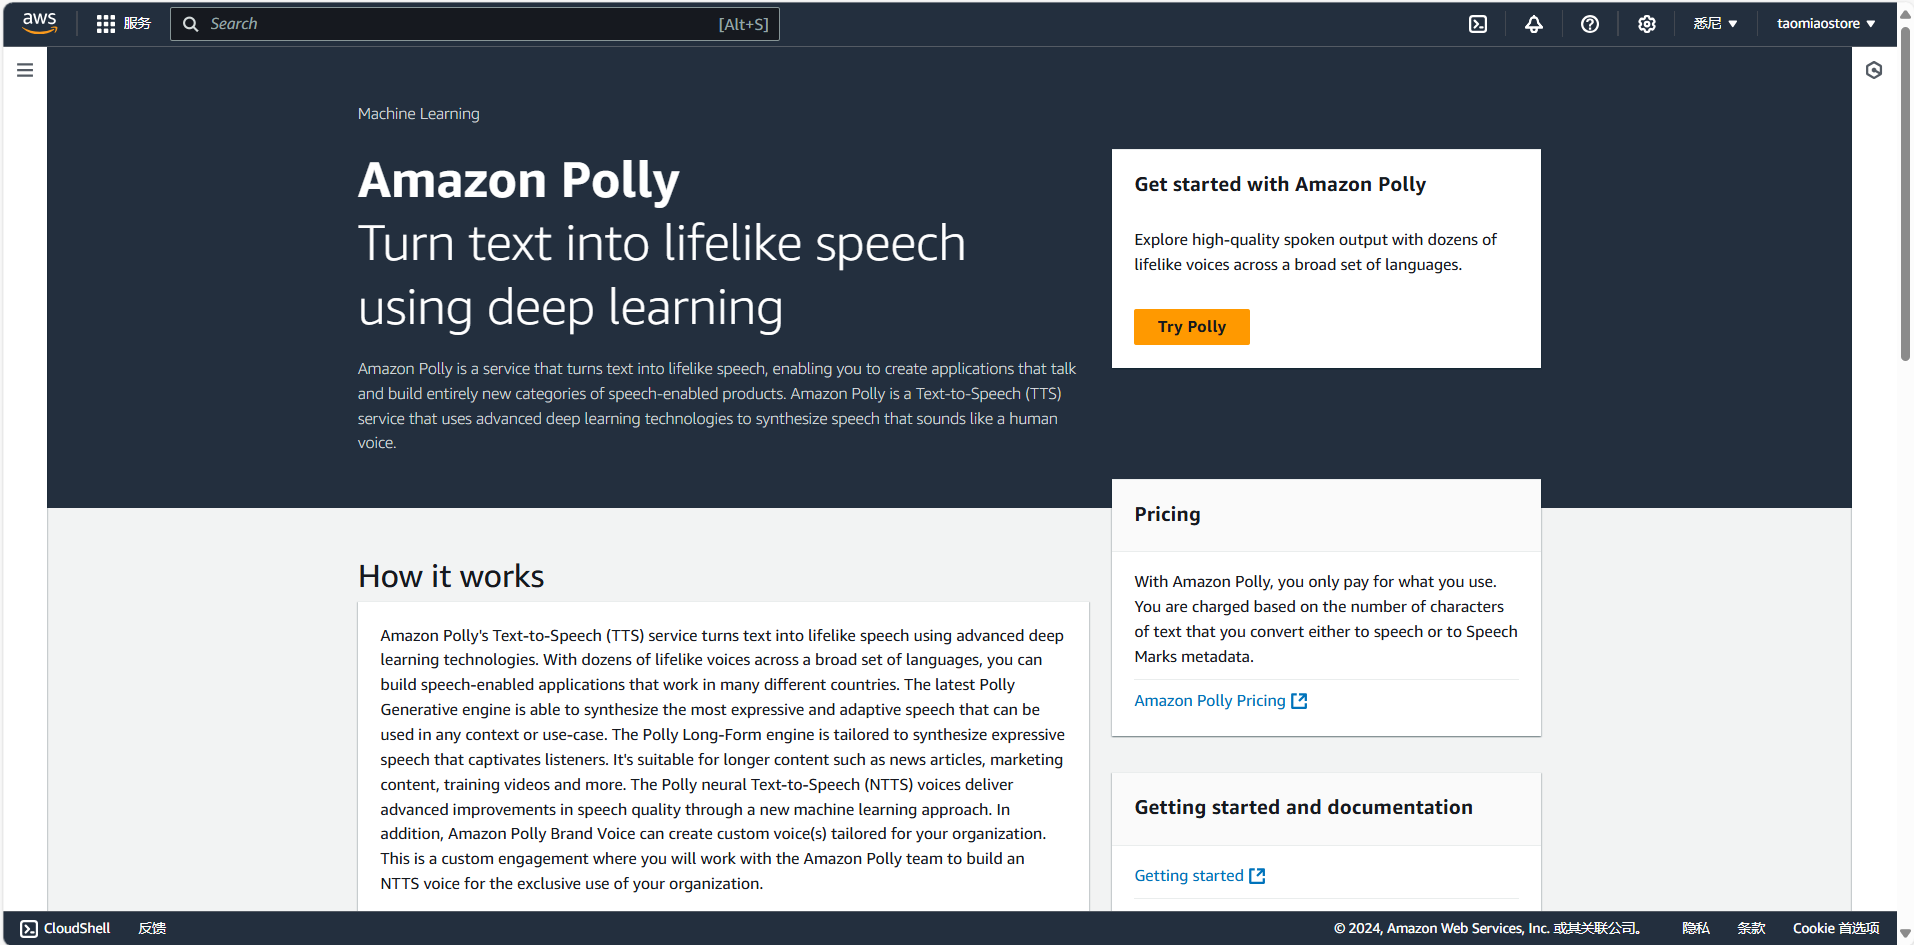 aws
服务
Search
[Alt+S]
悉尼
taomiaostore
Machine Learning
Amazon Polly
Turn text into lifelike speech
using deep learning
Amazon Polly is a service that turns text into lifelike speech, enabling you to create applications that talk
and build entirely new categories of speech-enabled products. Amazon Polly is a Text-to-Speech (TTS)
service that uses advanced deep learning technologies to synthesize speech that sounds like a human
voice.
Get started with Amazon Polly
Explore high-quality spoken output with dozens of
lifelike voices across a broad set of languages.
Try Polly
Pricing
With Amazon Polly, you only pay for what you use.
You are charged based on the number of characters
of text that you convert either to speech or to Speech
Marks metadata.
Amazon Polly Pricing
How it works
Amazon Polly's Text-to-Speech (TTS) service turns text into lifelike speech using advanced deep
learning technologies. With dozens of lifelike voices across a broad set of languages, you can
build speech-enabled applications that work in many different countries. The latest Polly
Generative engine is able to synthesize the most expressive and adaptive speech that can be
used in any context or use-case. The Polly Long-Form engine is tailored to synthesize expressive
speech that captivates listeners. It's suitable for longer content such as news articles, marketing
content, training videos and more. The Polly neural Text-to-Speech (NTTS) voices deliver
advanced improvements in speech quality through a new machine learning approach. In
addition, Amazon Polly Brand Voice can create custom voice(s) tailored for your organization.
This is a custom engagement where you will work with the Amazon Polly team to build an
NTTS voice for the exclusive use of your organization.
Getting started and documentation
Getting started
CloudShell
反馈
© 2024, Amazon Web Services, Inc. 或其关联公司。
隐私
条款
Cookie 首选项